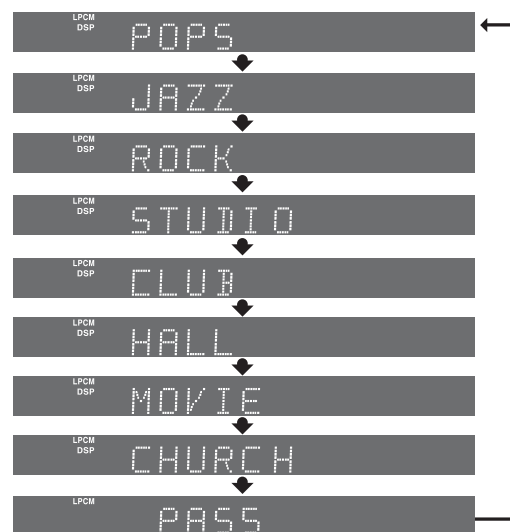 LPCM
DSP
POPS
LPCM
DSP
JAZZ
LPCM
DSP
ROCK
LPCM
DSP
STUDIO
LPCM
DSP
CLUB
LPCM
DSP
HALL
LPCM
DSP
MOVIE
LPCM
DSP
CHURCH
LPCM
PASS